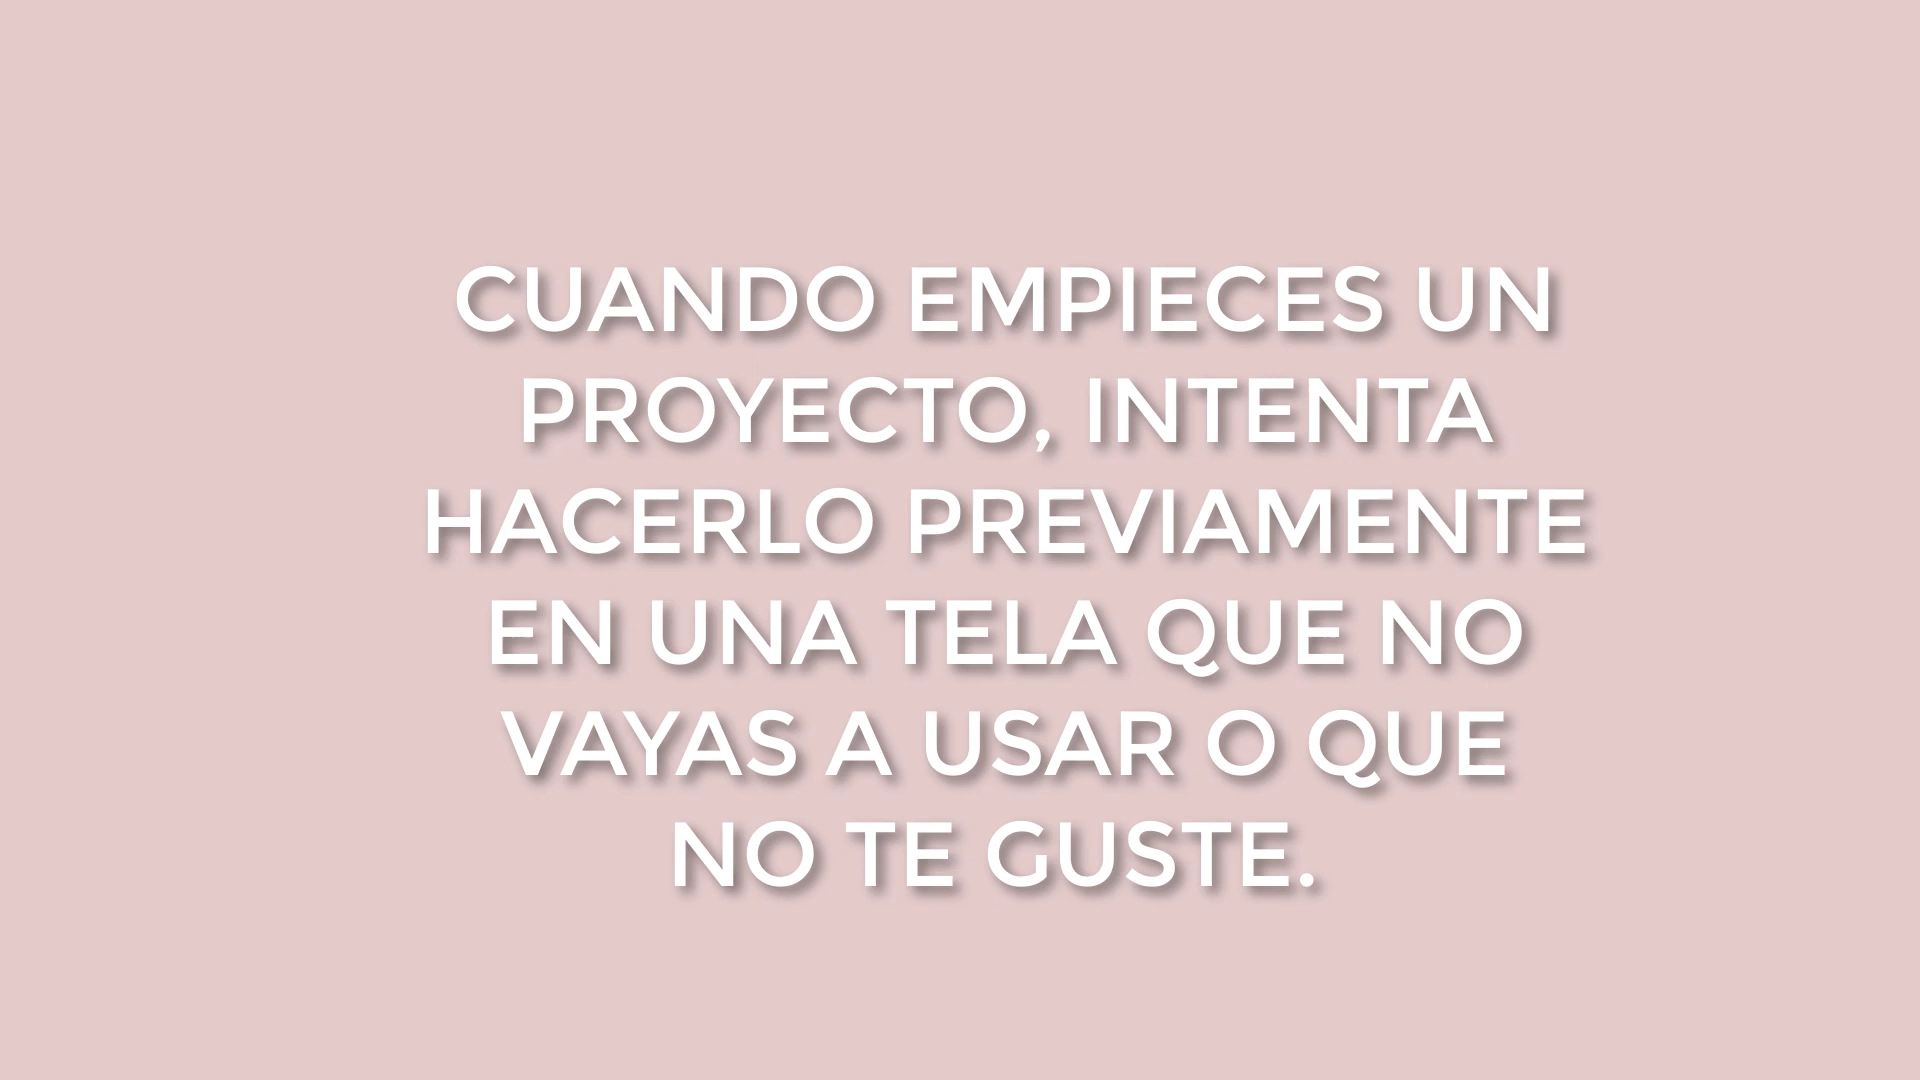 CUANDO EMPIECES UN
PROYECTO, INTENTA
HACERLO PREVIAMENTE
EN UNA TELA QUE NO
VAYAS A USAR O QUE
NO TE GUSTE.